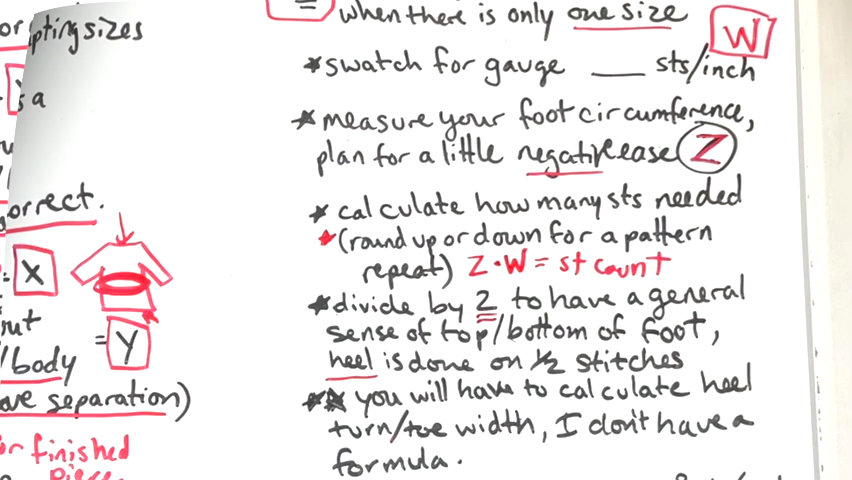 pting sizes
s a
orrect.
X
= Y
/body
ove separation)
or finished
when there is only one size
W
*swatch for gauge ___ sts/inch
*measure your foot circumference,
plan for a little negative ease Z
*calculate how many sts needed
*(round up or down for a pattern
repeat) Z·W = st count
*divide by 2 to have a general
sense of top/bottom of foot,
heel is done on 1/2 stitches
** you will have to calculate heel
turn/toe width, I don't have a
formula.